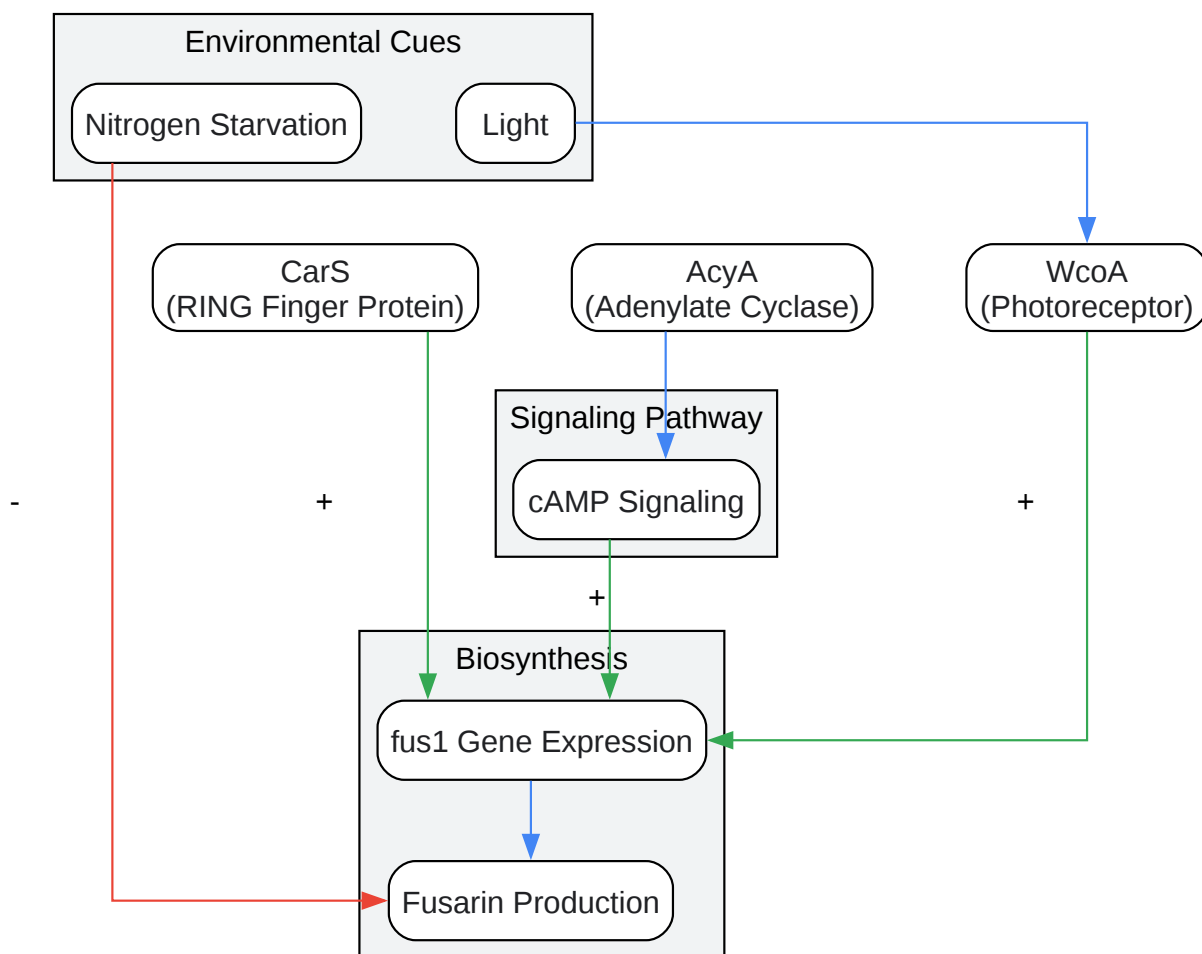 Environmental Cues
Nitrogen Starvation
Light
CarS
(RING Finger Protein)
AcyA
(Adenylate Cyclase)
WcoA
(Photoreceptor)
Signaling Pathway
cAMP Signaling
-
+
+
+
Biosynthesis
fus1 Gene Expression
Fusarin Production